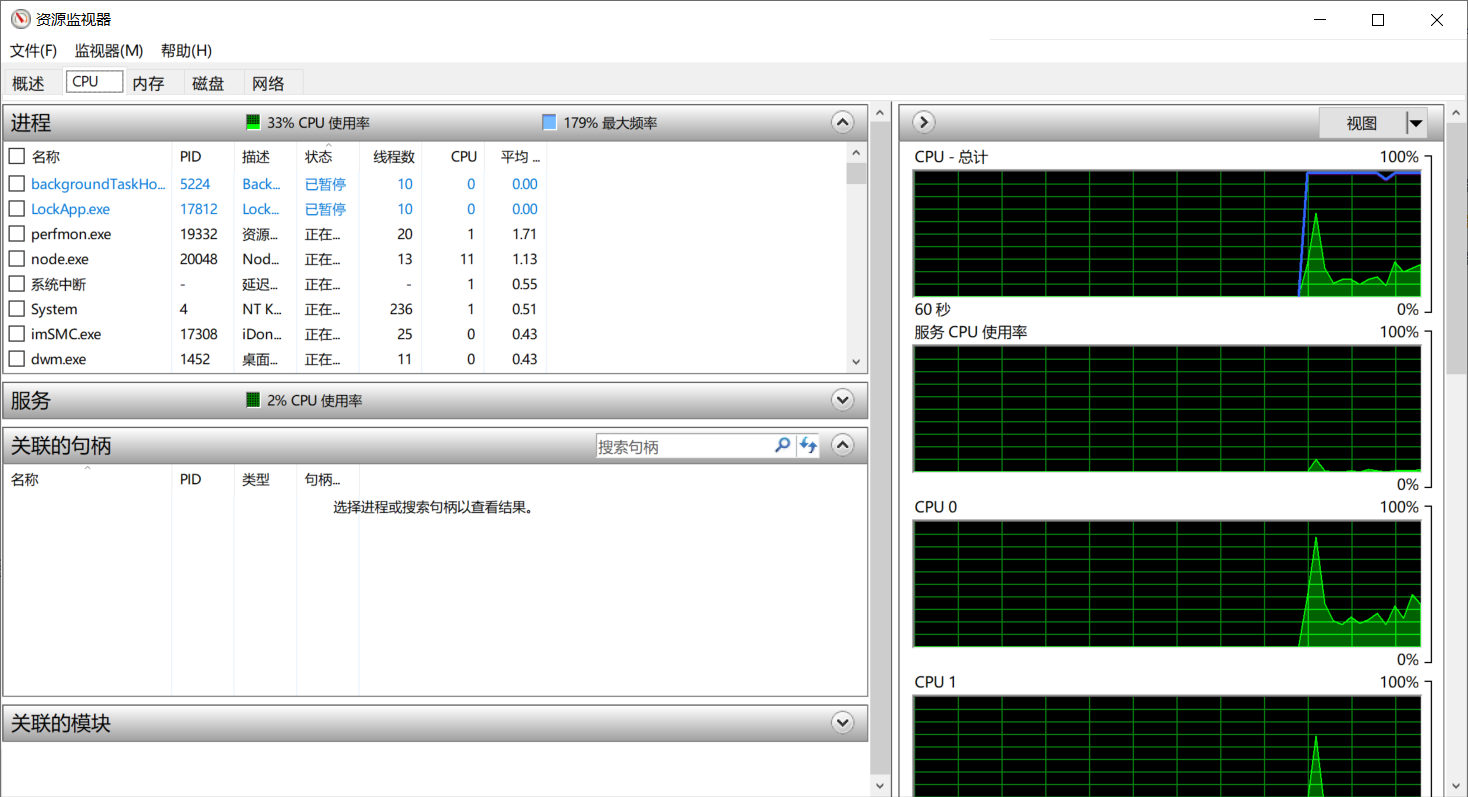 资源监视器
文件(F) 监视器(M) 帮助(H)
概述 CPU 内存 磁盘 网络
进程 33% CPU 使用率 179% 最大频率
名称 PID 描述 状态 线程数 CPU 平均 ...
backgroundTaskHo... 5224 Back... 已暂停 10 0 0.00
LockApp.exe 17812 Lock... 已暂停 10 0 0.00
perfmon.exe 19332 资源... 正在... 20 1 1.71
node.exe 20048 Nod... 正在... 13 11 1.13
系统中断 - 延迟... 正在... - 1 0.55
System 4 NT K... 正在... 236 1 0.51
imSMC.exe 17308 iDon... 正在... 25 0 0.43
dwm.exe 1452 桌面... 正在... 11 0 0.43
服务 2% CPU 使用率
关联的句柄 搜索句柄
名称 PID 类型 句柄...
选择进程或搜索句柄以查看结果。
关联的模块
视图
CPU - 总计 100%
60 秒 0%
服务 CPU 使用率 100%
0%
CPU 0 100%
0%
CPU 1 100%